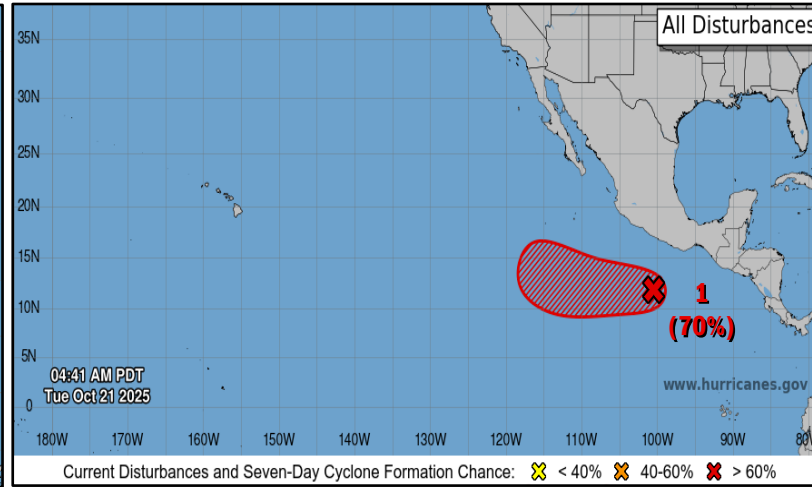 All Disturbances
35N
30N
25N
20N
15N
10N
5N
0
1
(70%)
04:41 AM PDT
Tue Oct 21 2025
www.hurricanes.gov
180W 170W 160W 150W 140W 130W 120W 110W 100W 90W 80W
Current Disturbances and Seven-Day Cyclone Formation Chance: < 40% 40-60% > 60%